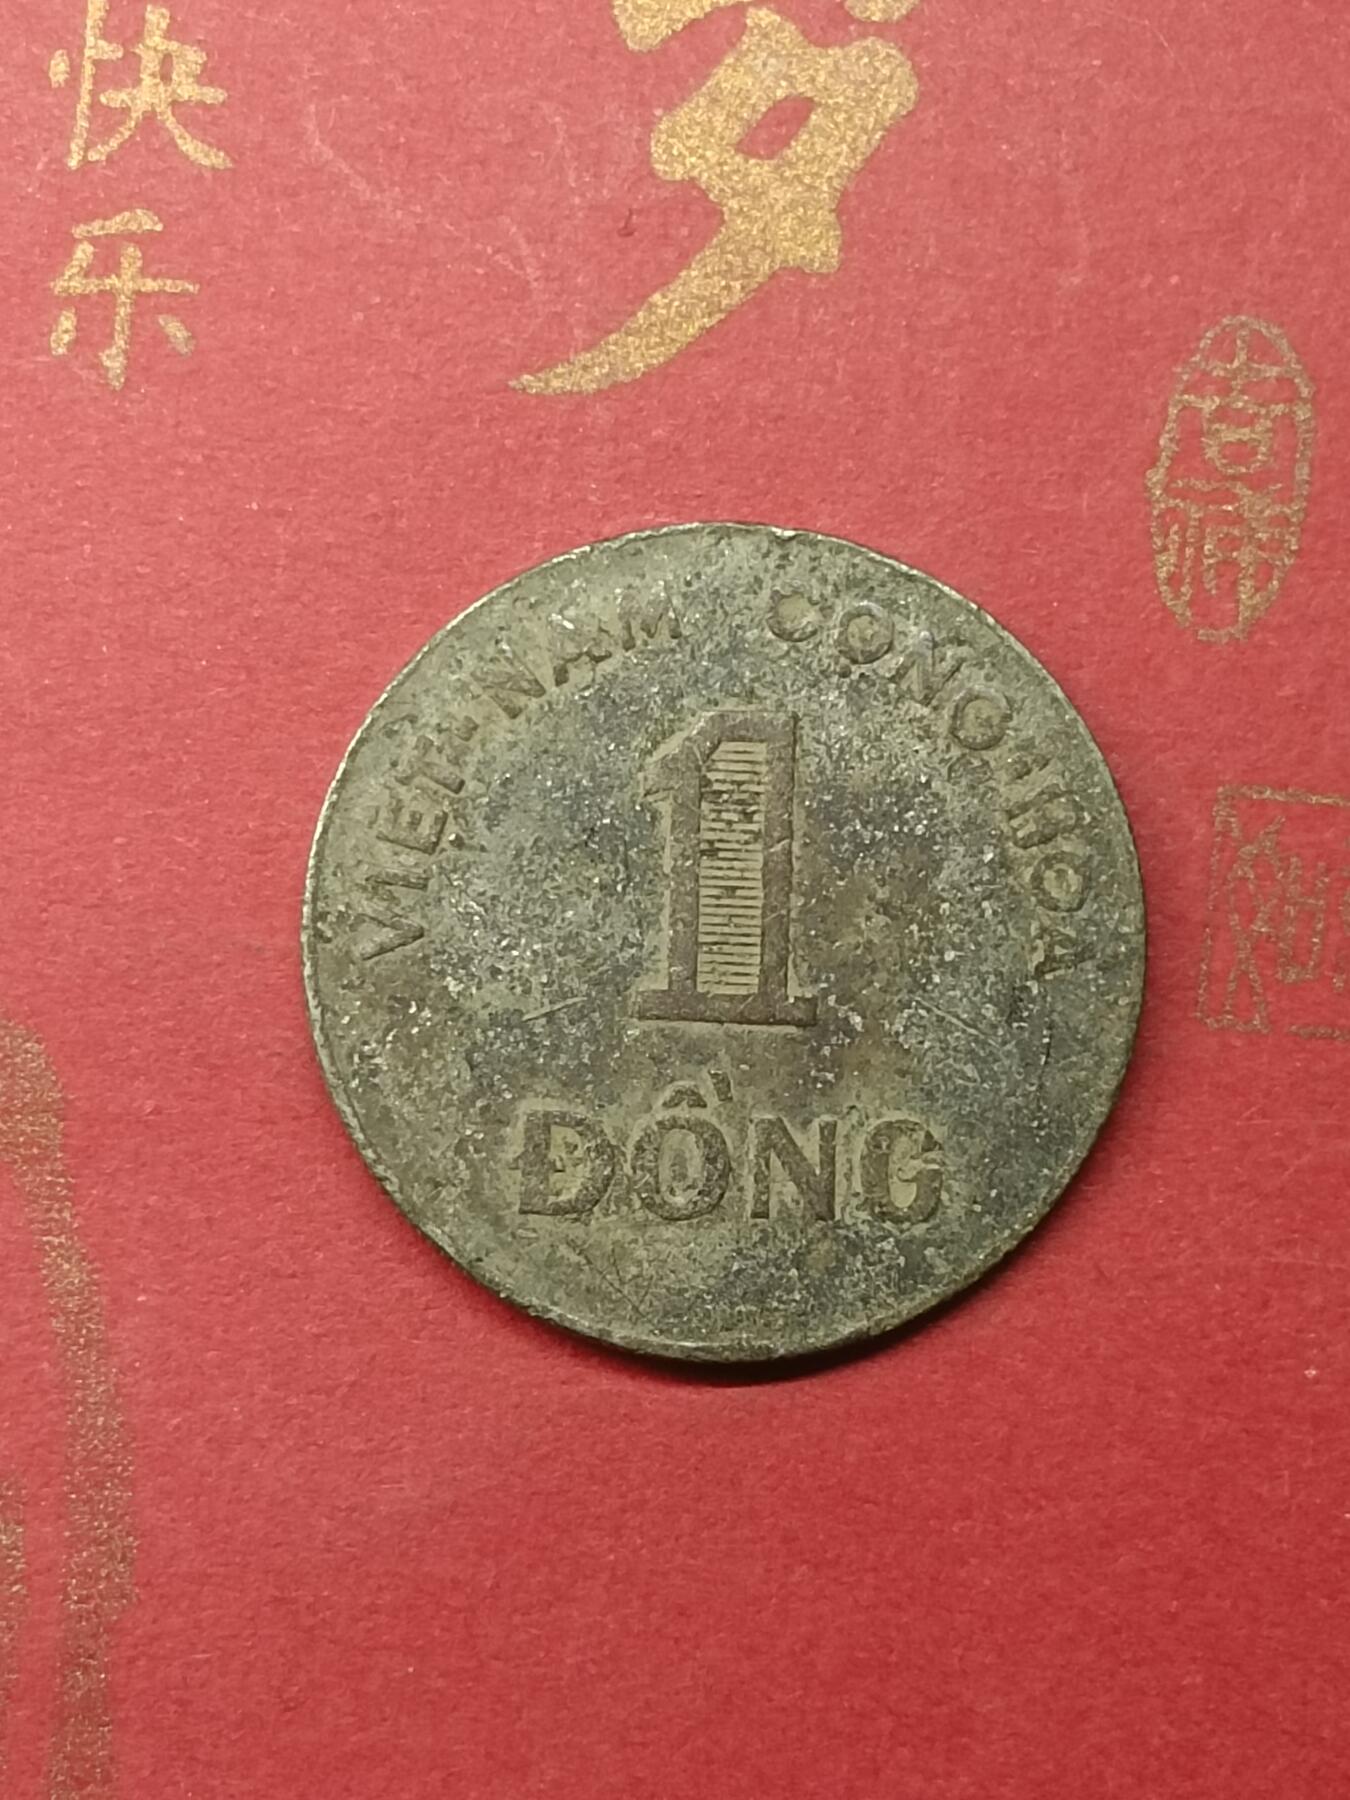 快乐
VIỆT-NAM CỘNG-HÒA
1
ĐỒNG